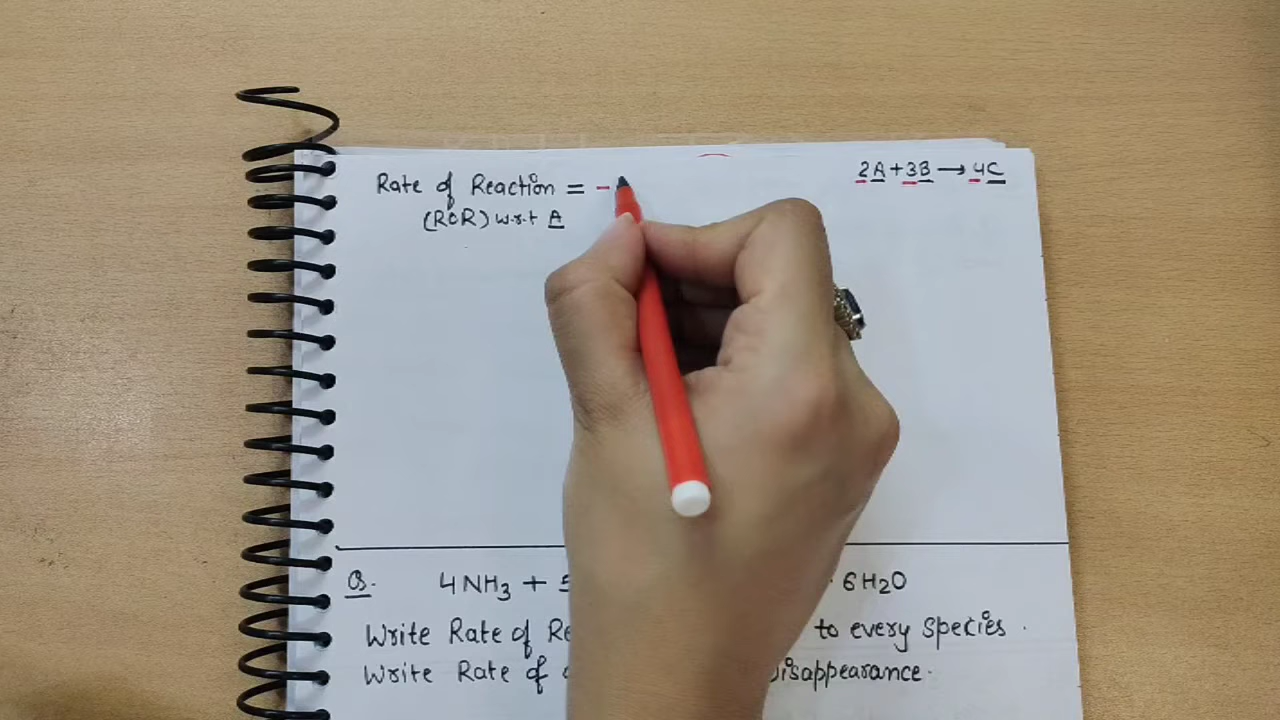 Rate of Reaction = -
(ROR) w.r.t A
2A + 3B → 4C
Q. 4NH3 + 5 6H2O
Write Rate of Re to every species.
Write Rate of disappearance.